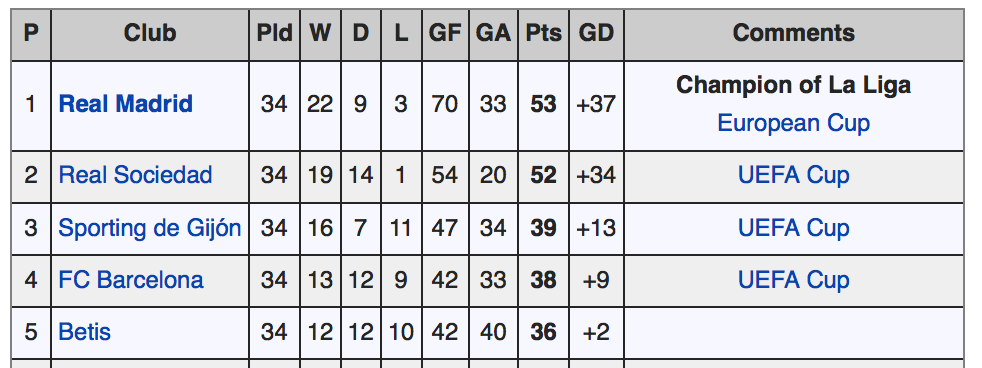 P Club Pld W D L GF GA Pts GD Comments
1 Real Madrid 34 22 9 3 70 33 53 +37 Champion of La Liga
European Cup
2 Real Sociedad 34 19 14 1 54 20 52 +34 UEFA Cup
3 Sporting de Gijón 34 16 7 11 47 34 39 +13 UEFA Cup
4 FC Barcelona 34 13 12 9 42 33 38 +9 UEFA Cup
5 Betis 34 12 12 10 42 40 36 +2